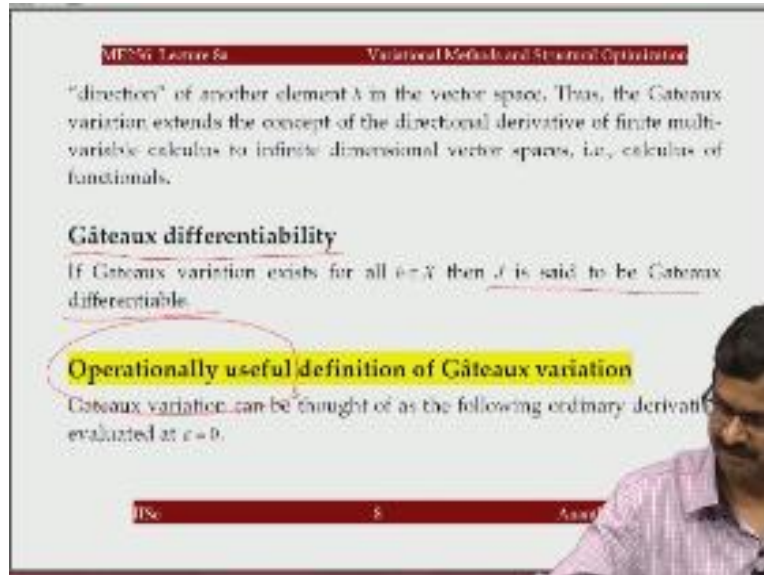 ME256 Lecture 8a Variational Methods and Structural Optimization
"direction" of another element h in the vector space. Thus, the Gateaux
variation extends the concept of the directional derivative of finite multi-
variable calculus to infinite dimensional vector spaces, i.e., calculus of
functionals.
Gâteaux differentiability
If Gateaux variation exists for all h ∈ X then J is said to be Gateaux
differentiable.
Operationally useful definition of Gâteaux variation
Gateaux variation can be thought of as the following ordinary
evaluated at ε = 0.
IISc 8